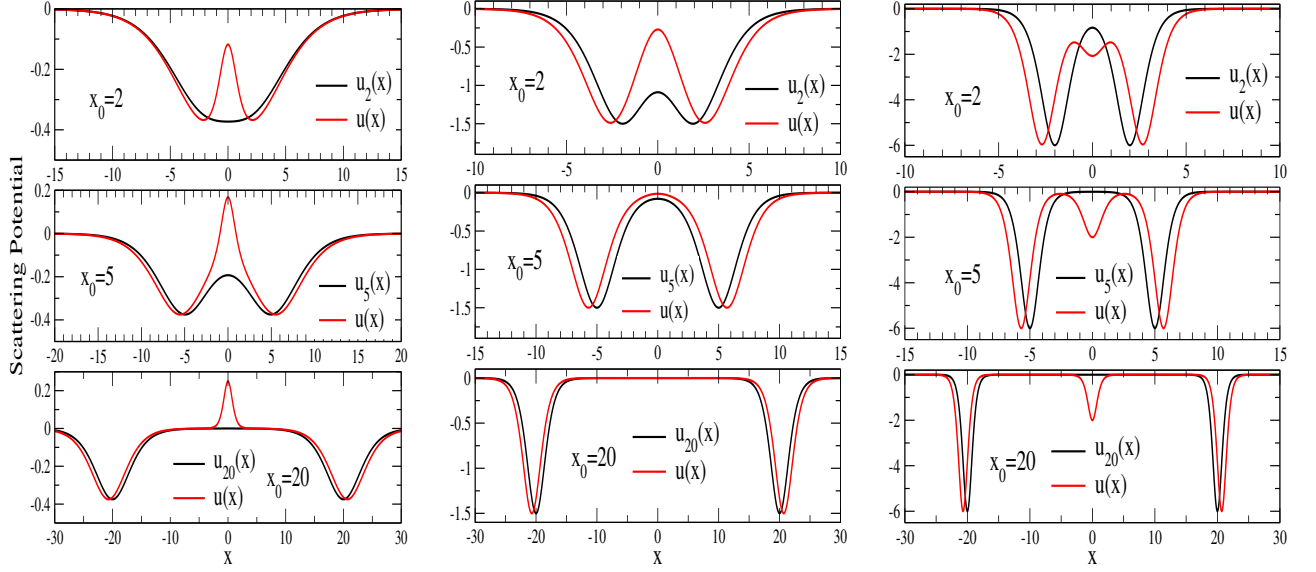 Scattering Potential
0
-0.2
-0.4
x₀=2
u₂(x)
u(x)
-15 -10 -5 0 5 10 15
0
-0.5
-1.0
-1.5
x₀=2
u₂(x)
u(x)
-10 -5 0 5 10
0
-2
-4
-6
x₀=2
u₂(x)
u(x)
-10 -5 0 5 10
0.2
0
-0.2
-0.4
x₀=5
u₅(x)
u(x)
-20 -15 -10 -5 0 5 10 15 20
0
-0.5
-1
-1.5
x₀=5
u₅(x)
u(x)
-15 -10 -5 0 5 10 15
0
-2
-4
-6
x₀=5
u₅(x)
u(x)
-15 -10 -5 0 5 10 15
0.2
0
-0.2
-0.4
u₂₀(x)
u(x)
x₀=20
-30 -20 -10 0 10 20 30
x
0
-0.5
-1
-1.5
x₀=20
u₂₀(x)
u(x)
-30 -20 -10 0 10 20 30
x
0
-2
-4
-6
x₀=20
u₂₀(x)
u(x)
-30 -20 -10 0 10 20 30
x